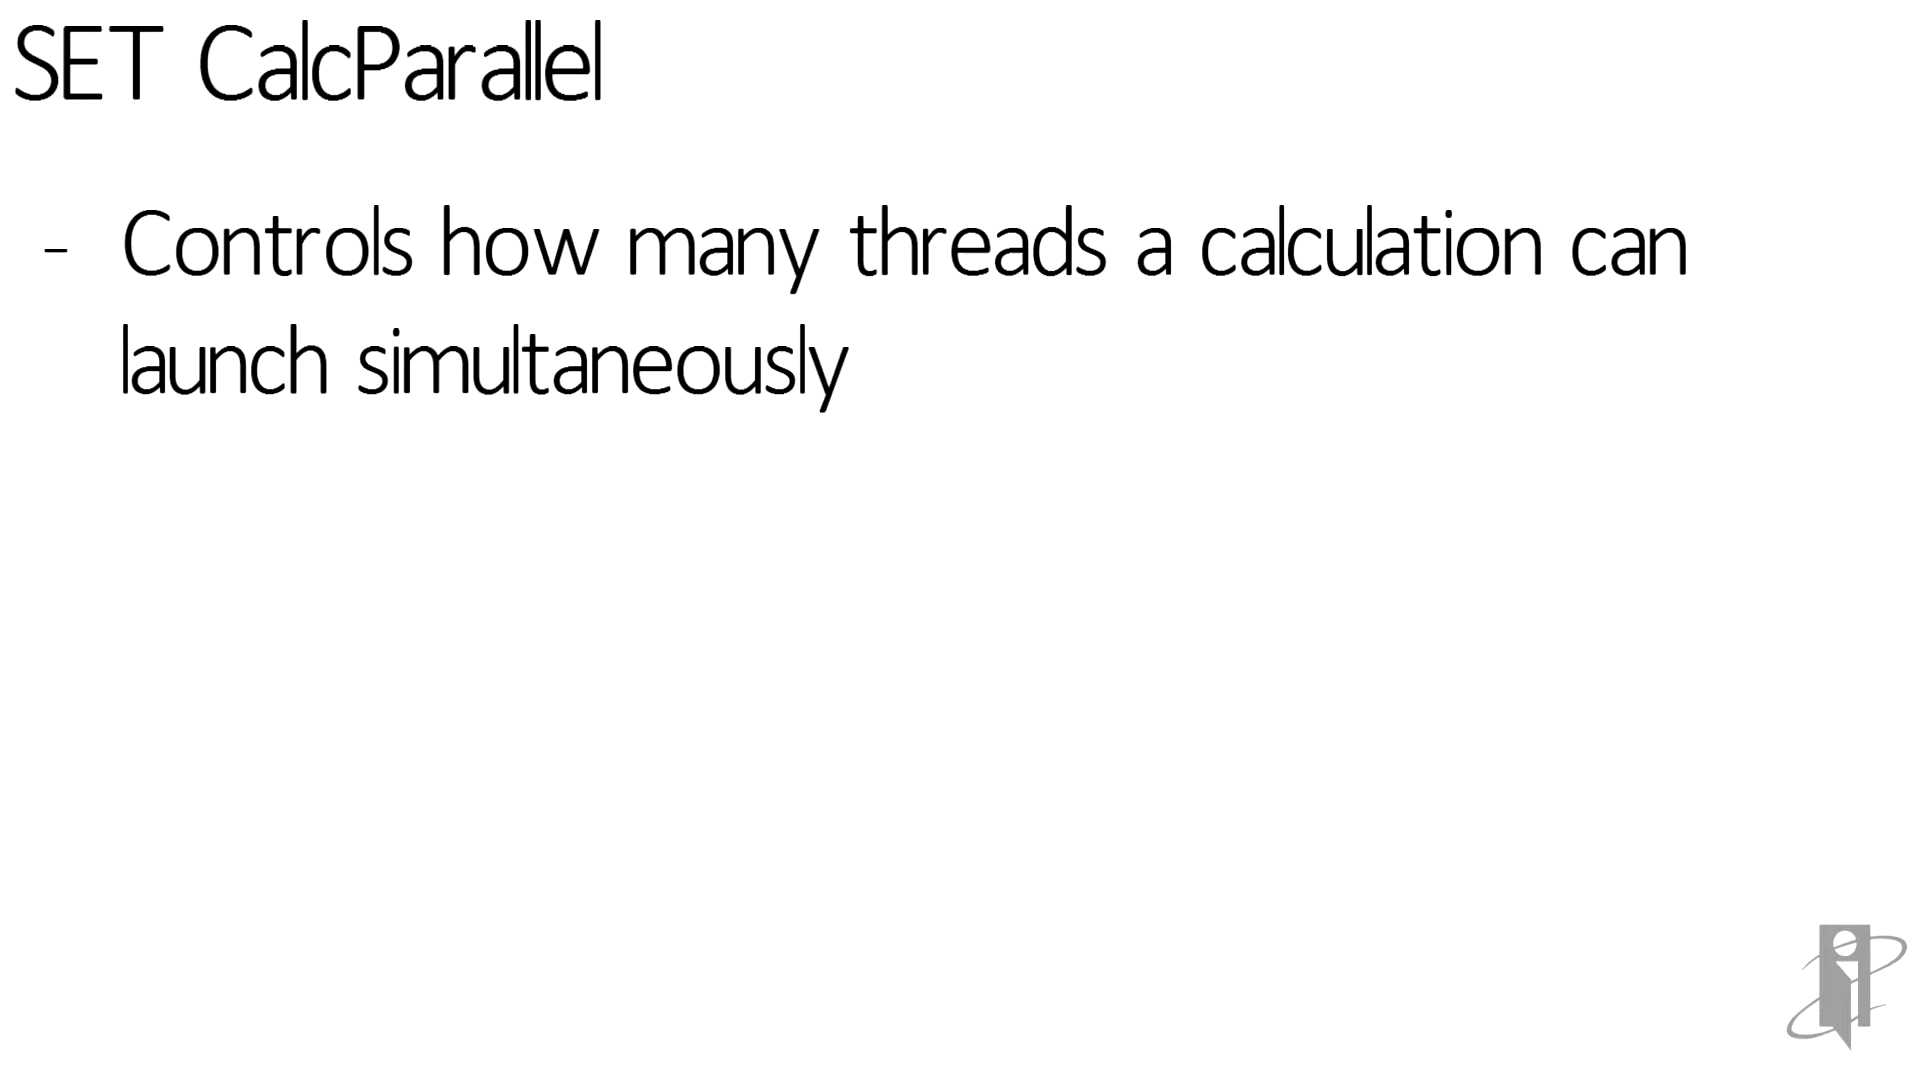 SET CalcParallel
- Controls how many threads a calculation can
launch simultaneously